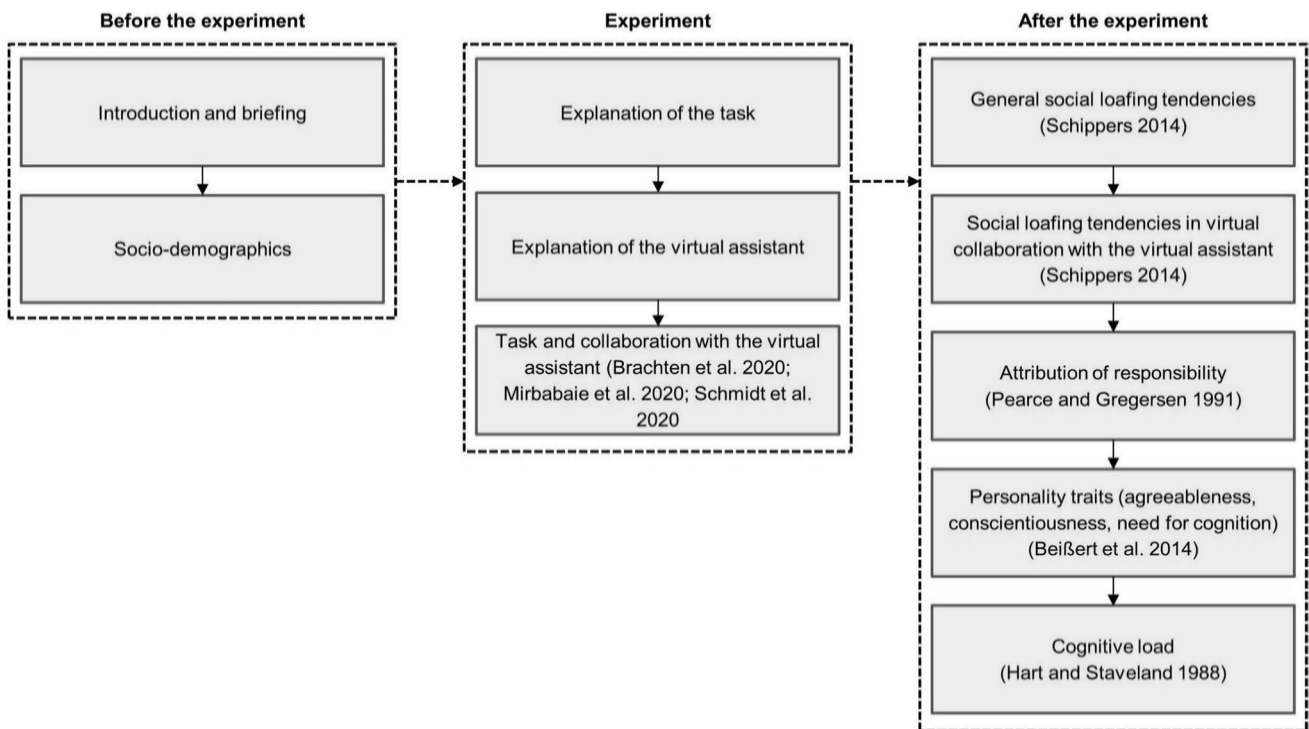 Before the experiment
Introduction and briefing
Socio-demographics
Experiment
Explanation of the task
Explanation of the virtual assistant
Task and collaboration with the virtual
assistant (Brachten et al. 2020;
Mirbabaie et al. 2020; Schmidt et al.
2020
After the experiment
General social loafing tendencies
(Schippers 2014)
Social loafing tendencies in virtual
collaboration with the virtual assistant
(Schippers 2014)
Attribution of responsibility
(Pearce and Gregersen 1991)
Personality traits (agreeableness,
conscientiousness, need for cognition)
(Beißert et al. 2014)
Cognitive load
(Hart and Staveland 1988)